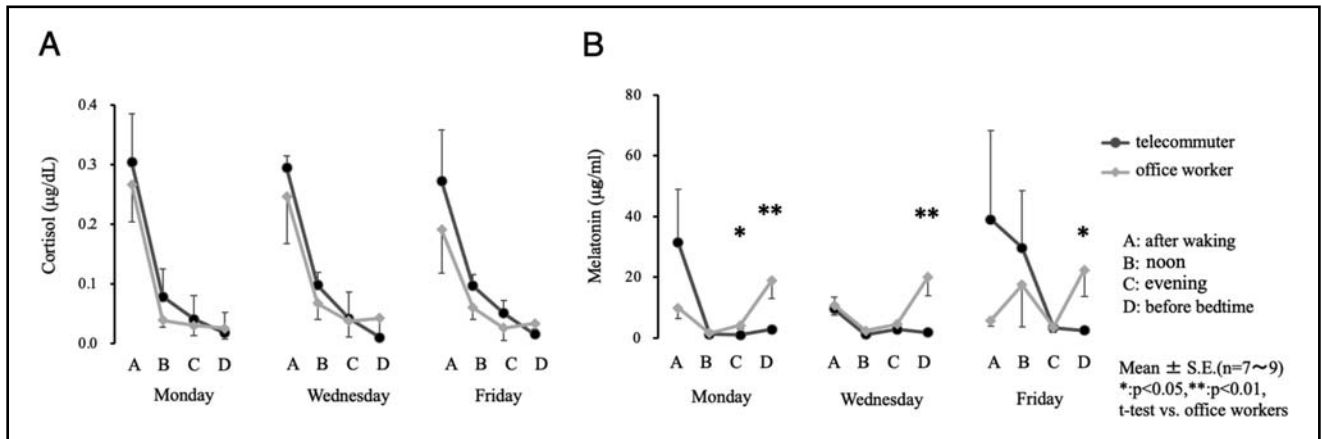 A
Cortisol (μg/dL)
0.4
0.3
0.2
0.1
0.0
A B C D
Monday
A B C D
Wednesday
A B C D
Friday
B
Melatonin (μg/ml)
80
60
40
20
0
* **
**
*
A B C D
Monday
A B C D
Wednesday
A B C D
Friday
telecommuter
office worker
A: after waking
B: noon
C: evening
D: before bedtime
Mean ± S.E.(n=7〜9)
*:p<0.05,**:p<0.01,
t-test vs. office workers